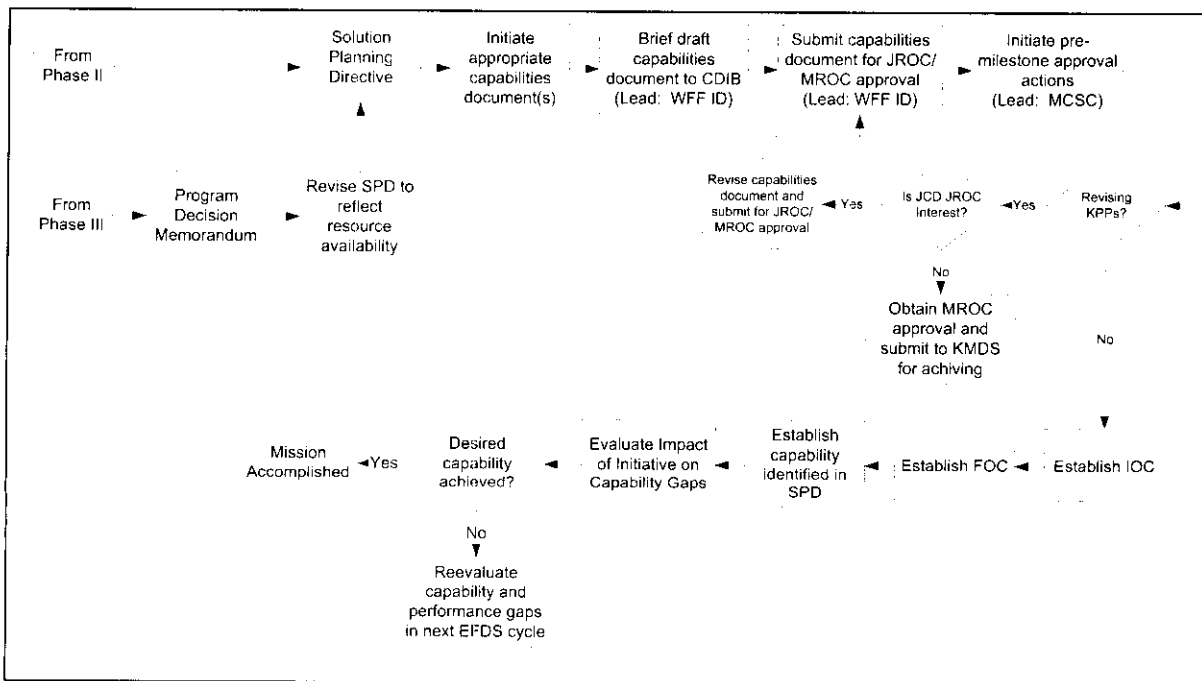 From
Phase II
Solution
Planning
Directive
Initiate
appropriate
capabilities
document(s)
Brief draft
capabilities
document to CDIB
(Lead: WFF ID)
Submit capabilities
document for JROC/
MROC approval
(Lead: WFF ID)
Initiate pre-
milestone approval
actions
(Lead: MCSC)
From
Phase III
Program
Decision
Memorandum
Revise SPD to
reflect
resource
availability
Revise capabilities
document and
submit for JROC/
MROC approval
Yes
Is JCD JROC
Interest?
Yes
Revising
KPPs?
No
Obtain MROC
approval and
submit to KMDS
for achiving
No
Mission
Accomplished
Yes
Desired
capability
achieved?
Evaluate Impact
of Initiative on
Capability Gaps
Establish
capability
identified in
SPD
Establish FOC
Establish IOC
No
Reevaluate
capability and
performance gaps
in next EFDS cycle